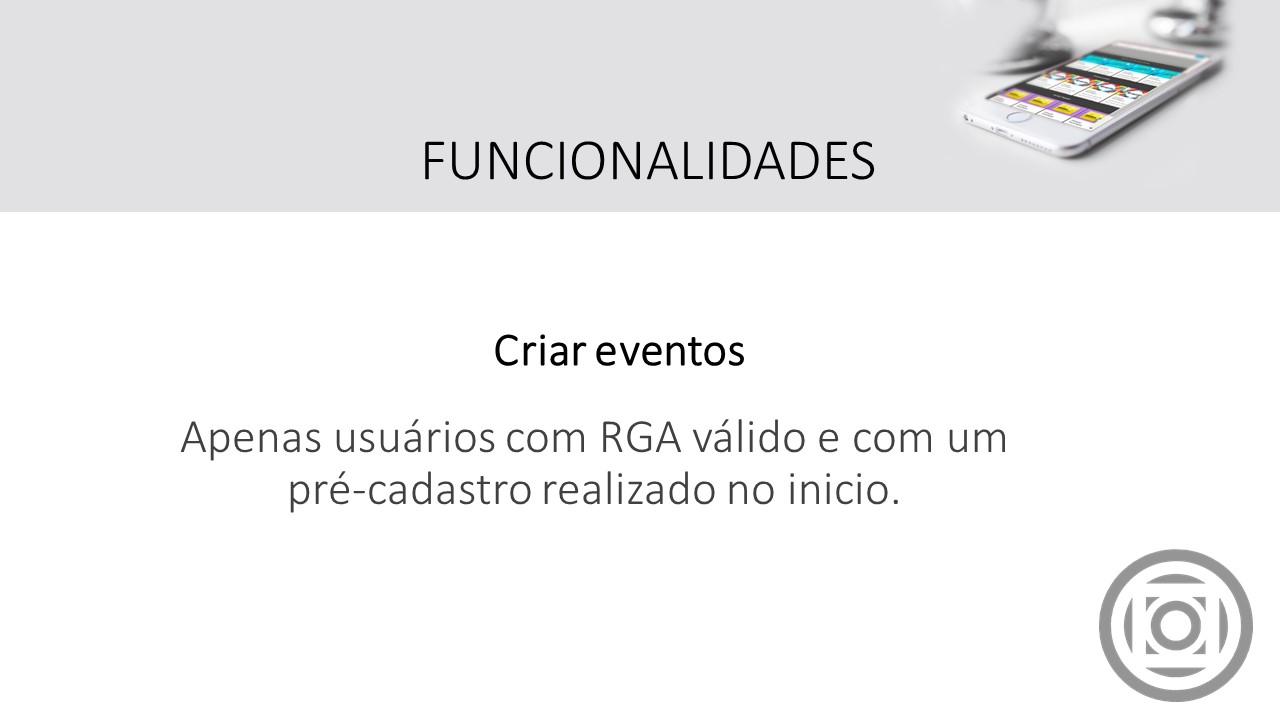 FUNCIONALIDADES
Criar eventos
Apenas usuários com RGA válido e com um
pré-cadastro realizado no inicio.